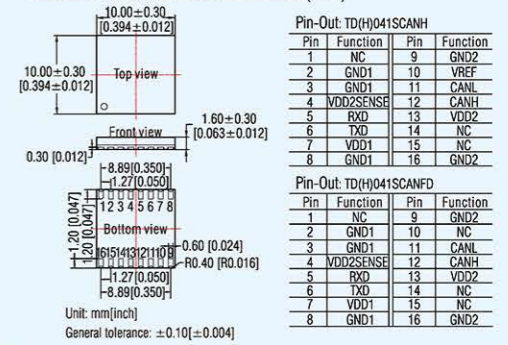 10.00±0.30
[0.394±0.012]
10.00±0.30
[0.394±0.012]
Top view
Front view
1.60±0.30
[0.063±0.012]
0.30 [0.012]
8.89[0.350]
1.27[0.050]
1.20 [0.047]
1.20 [0.047]
1 2 3 4 5 6 7 8
Bottom view
16 15 14 13 12 11 10 9
0.60 [0.024]
R0.40 [R0.016]
1.27[0.050]
8.89[0.350]
Unit: mm[inch]
General tolerance: ±0.10[±0.004]
Pin-Out: TD(H)041SCANH
Pin Function Pin Function
1 NC 9 GND2
2 GND1 10 VREF
3 GND1 11 CANL
4 VDD2SENSE 12 CANH
5 RXD 13 VDD2
6 TXD 14 NC
7 VDD1 15 NC
8 GND1 16 GND2
Pin-Out: TD(H)041SCANFD
Pin Function Pin Function
1 NC 9 GND2
2 GND1 10 NC
3 GND1 11 CANL
4 VDD2SENSE 12 CANH
5 RXD 13 VDD2
6 TXD 14 NC
7 VDD1 15 NC
8 GND1 16 GND2